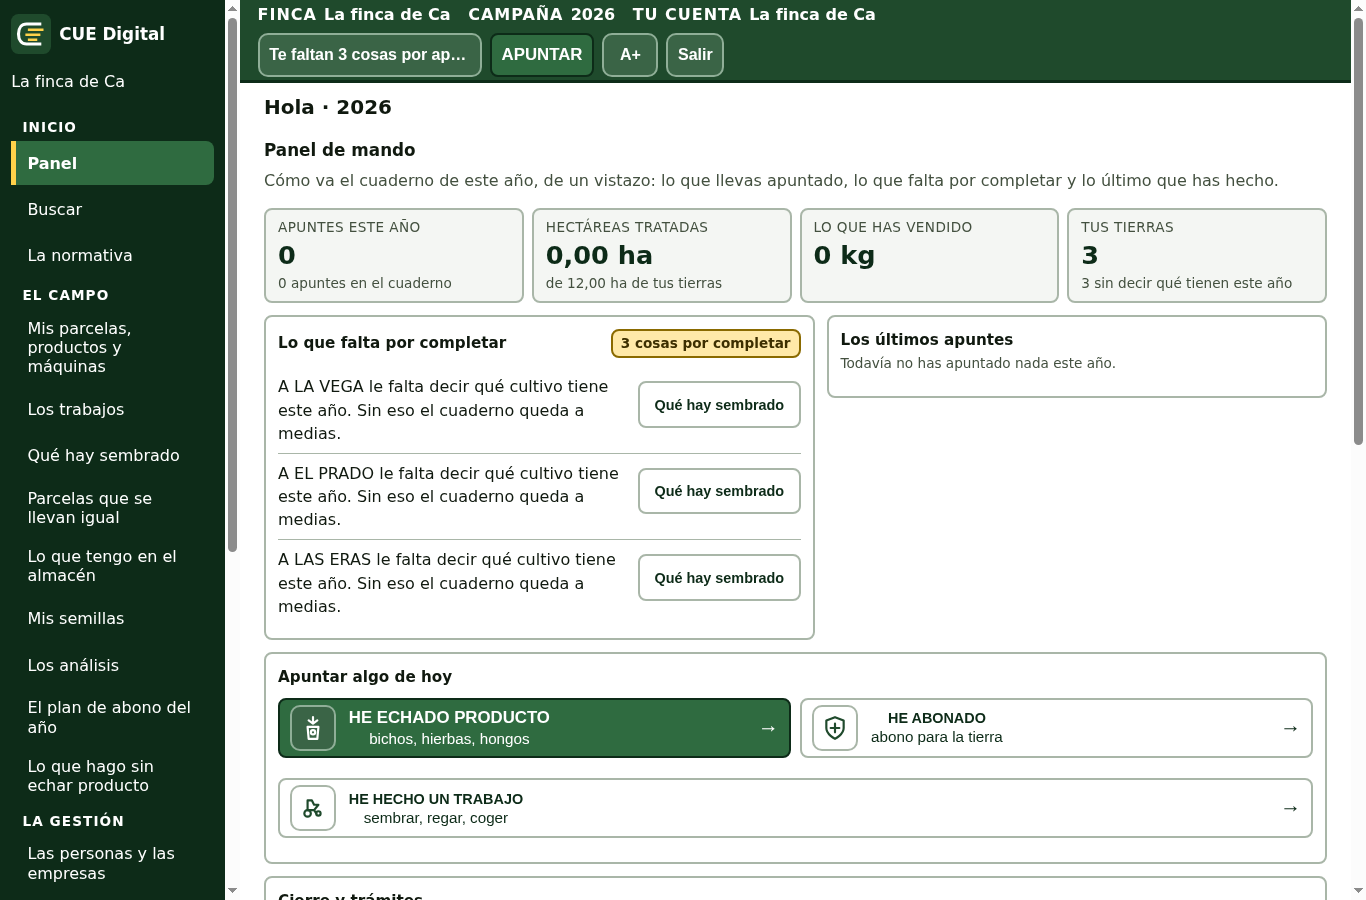 CUE Digital
La finca de Ca
INICIO
Panel
Buscar
La normativa
EL CAMPO
Mis parcelas,
productos y
máquinas
Los trabajos
Qué hay sembrado
Parcelas que se
llevan igual
Lo que tengo en el
almacén
Mis semillas
Los análisis
El plan de abono del
año
Lo que hago sin
echar producto
LA GESTIÓN
Las personas y las
empresas
FINCA La finca de Ca CAMPAÑA 2026 TU CUENTA La finca de Ca
Te faltan 3 cosas por ap… APUNTAR A+ Salir
Hola · 2026
Panel de mando
Cómo va el cuaderno de este año, de un vistazo: lo que llevas apuntado, lo que falta por completar y lo último que has hecho.
APUNTES ESTE AÑO
0
0 apuntes en el cuaderno
HECTÁREAS TRATADAS
0,00 ha
de 12,00 ha de tus tierras
LO QUE HAS VENDIDO
0 kg
TUS TIERRAS
3
3 sin decir qué tienen este año
Lo que falta por completar
3 cosas por completar
A LA VEGA le falta decir qué cultivo tiene
este año. Sin eso el cuaderno queda a
medias.
Qué hay sembrado
A EL PRADO le falta decir qué cultivo tiene
este año. Sin eso el cuaderno queda a
medias.
Qué hay sembrado
A LAS ERAS le falta decir qué cultivo tiene
este año. Sin eso el cuaderno queda a
medias.
Qué hay sembrado
Los últimos apuntes
Todavía no has apuntado nada este año.
Apuntar algo de hoy
HE ECHADO PRODUCTO
bichos, hierbas, hongos
→
HE ABONADO
abono para la tierra
→
HE HECHO UN TRABAJO
sembrar, regar, coger
→
Cierre y trámites